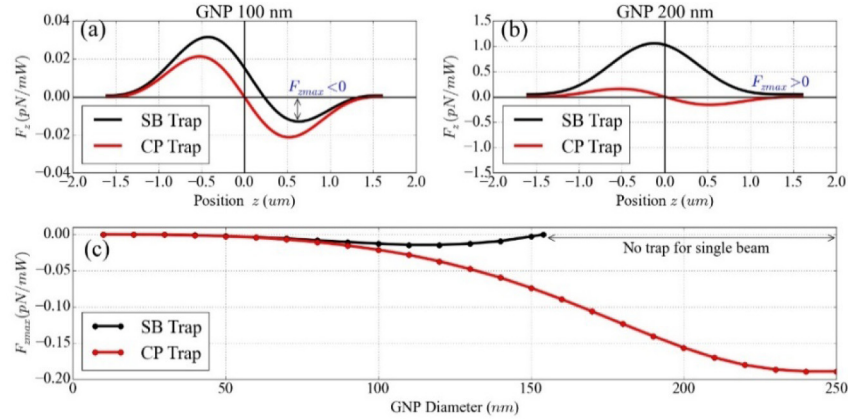 GNP 100 nm
(a)
F_z (pN/mW)
0.04
0.02
0.00
−0.02
−0.04
F_zmax<0
SB Trap
CP Trap
−2.0 −1.5 −1.0 −0.5 0.0 0.5 1.0 1.5 2.0
Position z (um)
GNP 200 nm
(b)
F_z (pN/mW)
1.5
1.0
0.5
0.0
−0.5
−1.0
−1.5
F_zmax>0
SB Trap
CP Trap
−2.0 −1.5 −1.0 −0.5 0.0 0.5 1.0 1.5 2.0
Position z (um)
(c)
F_zmax(pN/mW)
0.00
−0.05
−0.10
−0.15
−0.20
No trap for single beam
SB Trap
CP Trap
0 50 100 150 200 250
GNP Diameter (nm)